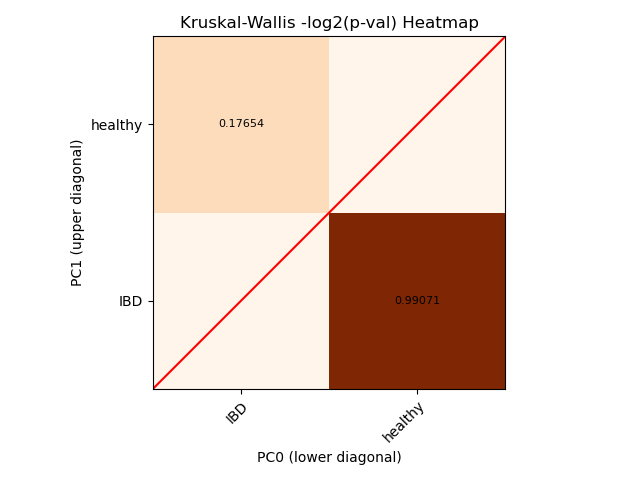 Kruskal-Wallis -log2(p-val) Heatmap
PC1 (upper diagonal)
healthy
0.17654
IBD
0.99071
IBD
healthy
PC0 (lower diagonal)